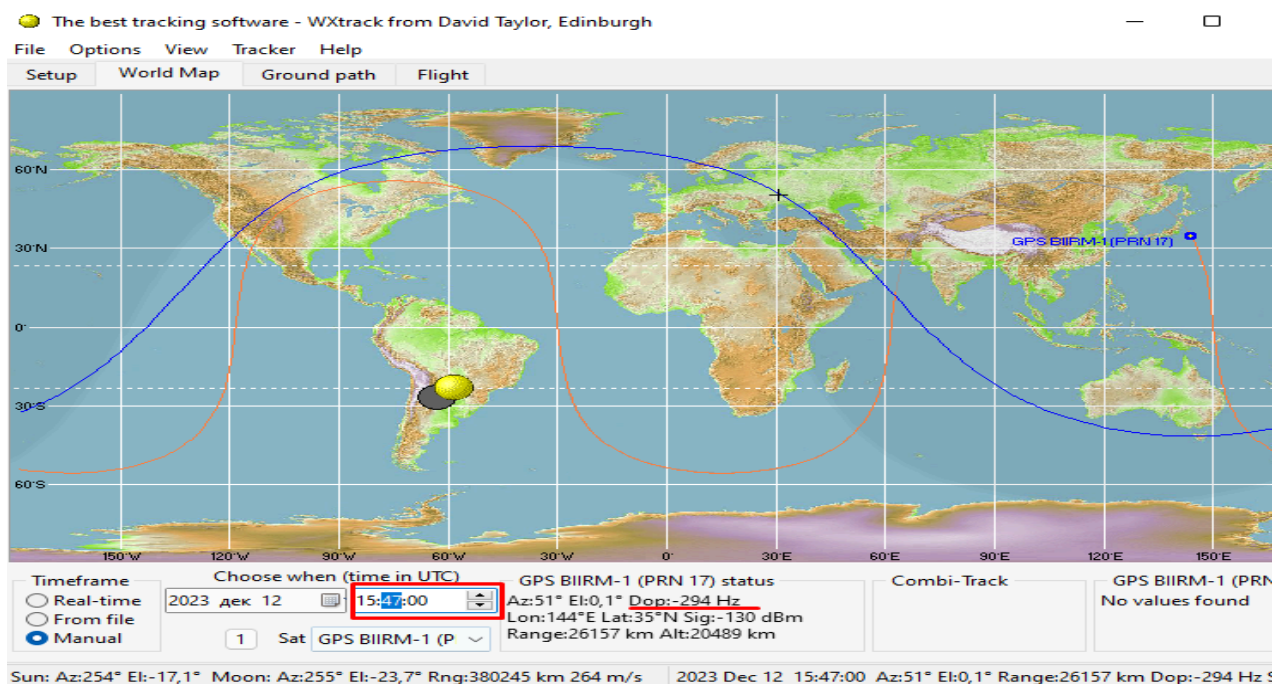 The best tracking software - WXtrack from David Taylor, Edinburgh
File Options View Tracker Help
Setup World Map Ground path Flight
60°N
30°N
GPS BIIRM-1 (PRN 17)
0°
30°S
60°S
150°W 120°W 90°W 60°W 30°W 0° 30°E 60°E 90°E 120°E 150°E
Timeframe
Real-time
From file
Manual
Choose when (time in UTC)
2023 дек 12 15:47:00
1 Sat GPS BIIRM-1 (P
GPS BIIRM-1 (PRN 17) status
Az:51° El:0,1° Dop:-294 Hz
Lon:144°E Lat:35°N Sig:-130 dBm
Range:26157 km Alt:20489 km
Combi-Track
GPS BIIRM-1 (PRN
No values found
Sun: Az:254° El:-17,1° Moon: Az:255° El:-23,7° Rng:380245 km 264 m/s 2023 Dec 12 15:47:00 Az:51° El:0,1° Range:26157 km Dop:-294 Hz S